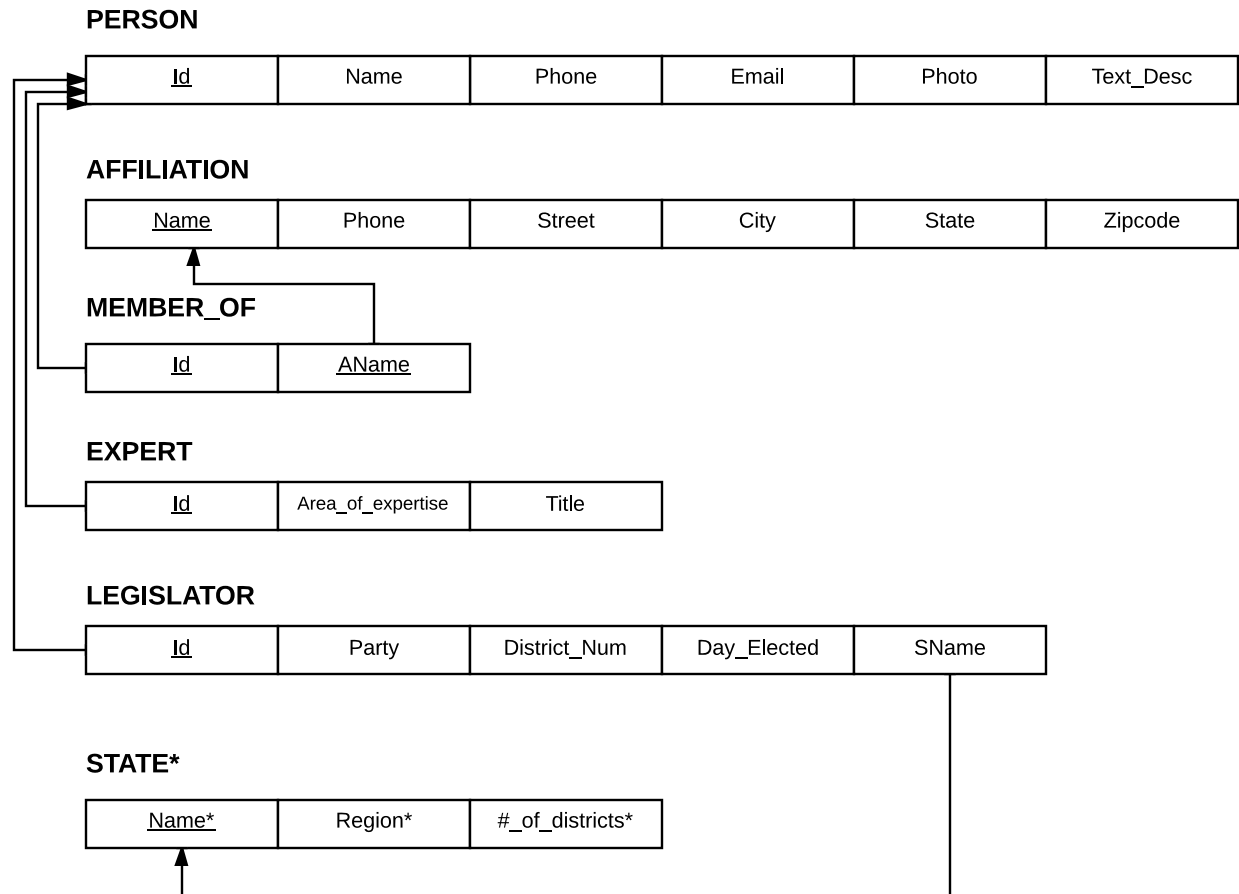 PERSON
Id Name Phone Email Photo Text_Desc
AFFILIATION
Name Phone Street City State Zipcode
MEMBER_OF
Id AName
EXPERT
Id Area_of_expertise Title
LEGISLATOR
Id Party District_Num Day_Elected SName
STATE*
Name* Region* #_of_districts*